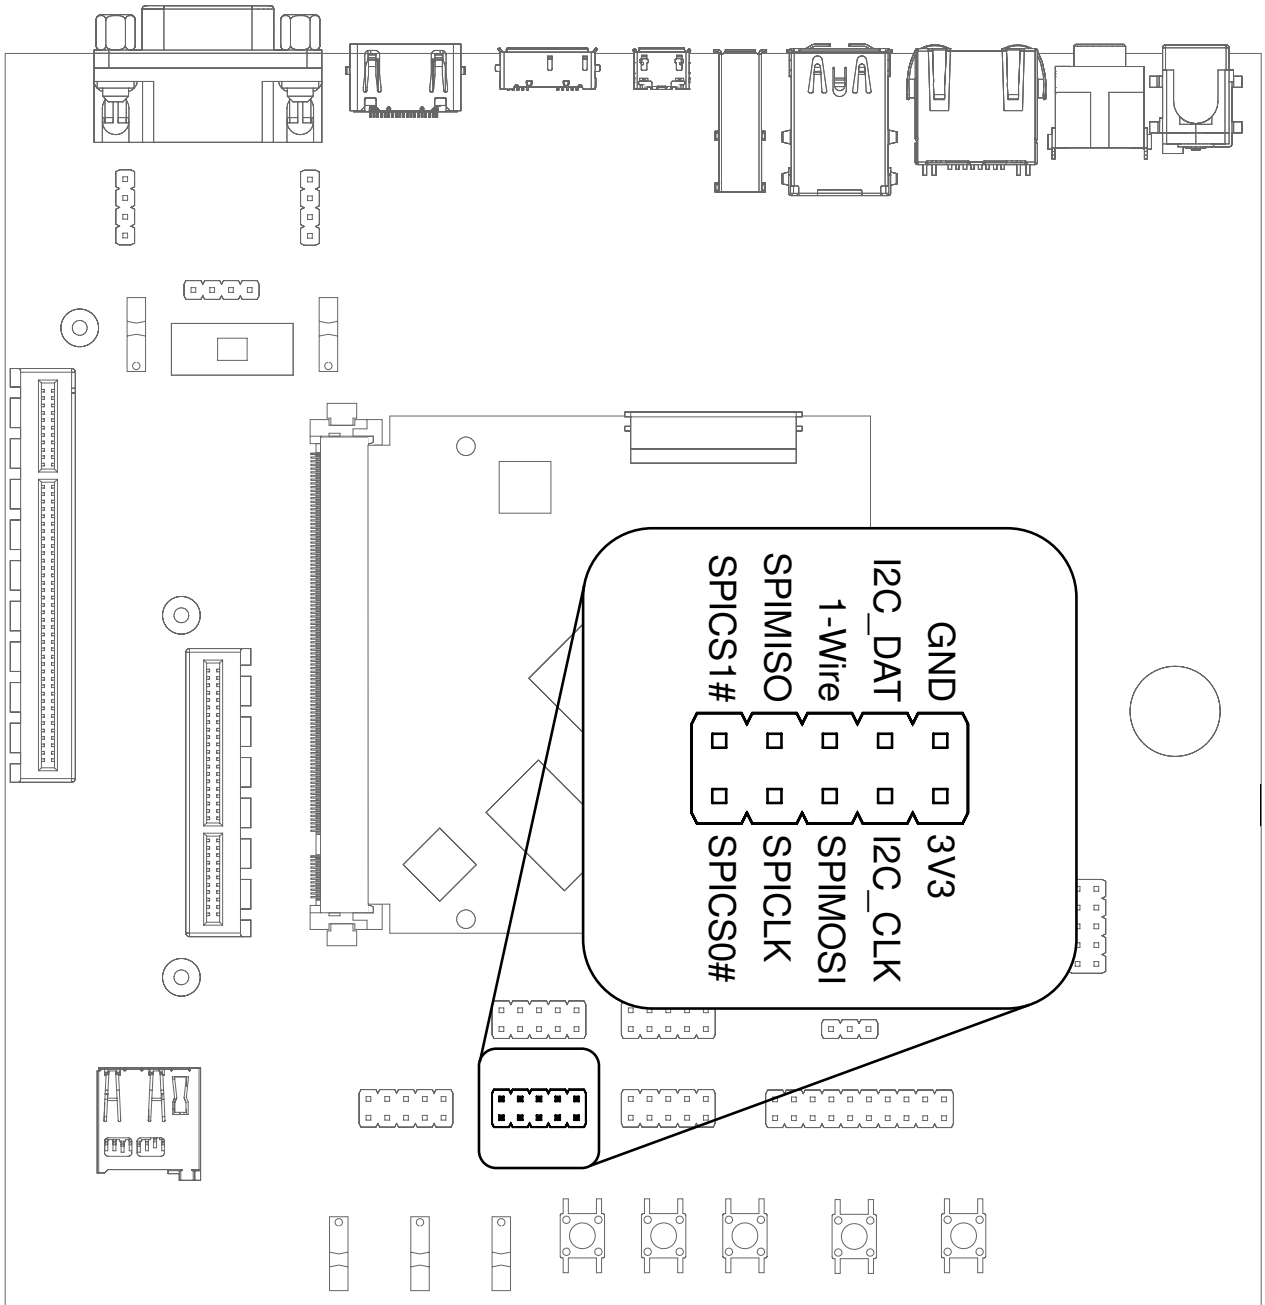 SPICS1#
SPIMISO
1-Wire
I2C_DAT
GND
SPICS0#
SPICLK
SPIMOSI
I2C_CLK
3V3